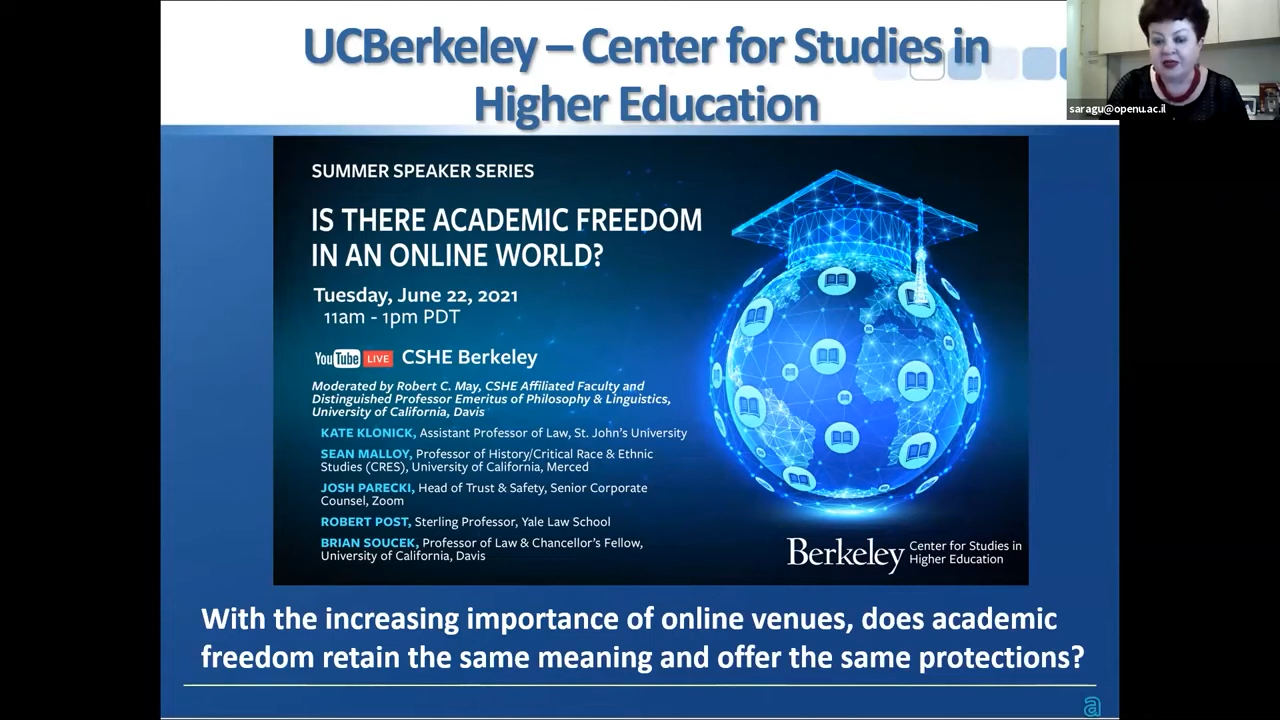 UCBerkeley – Center for Studies in
Higher Education
saragu@openu.ac.il
SUMMER SPEAKER SERIES
IS THERE ACADEMIC FREEDOM
IN AN ONLINE WORLD?
Tuesday, June 22, 2021
11am - 1pm PDT
YouTube LIVE CSHE Berkeley
Moderated by Robert C. May, CSHE Affiliated Faculty and
Distinguished Professor Emeritus of Philosophy & Linguistics,
University of California, Davis
KATE KLONICK, Assistant Professor of Law, St. John's University
SEAN MALLOY, Professor of History/Critical Race & Ethnic
Studies (CRES), University of California, Merced
JOSH PARECKI, Head of Trust & Safety, Senior Corporate
Counsel, Zoom
ROBERT POST, Sterling Professor, Yale Law School
BRIAN SOUCEK, Professor of Law & Chancellor's Fellow,
University of California, Davis
Berkeley Center for Studies in
Higher Education
With the increasing importance of online venues, does academic
freedom retain the same meaning and offer the same protections?
a